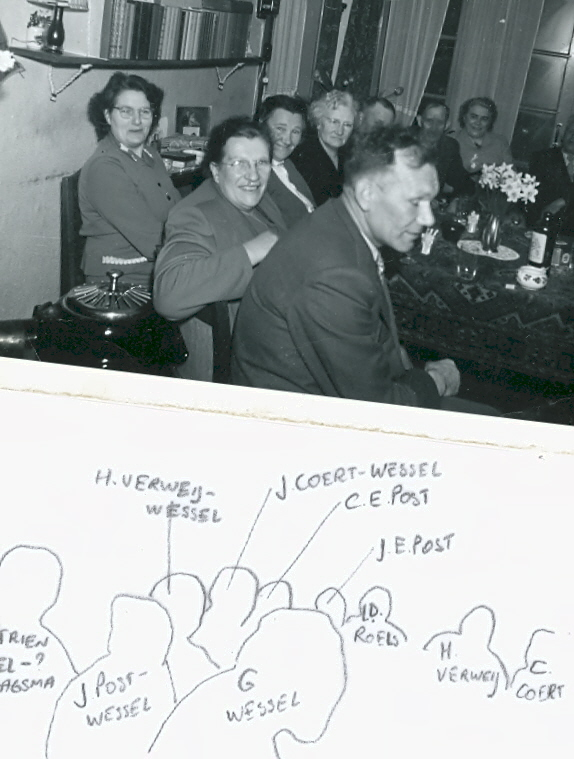 H. VERWEIJ-
WESSEL
J. COERT-WESSEL
C.E. POST
J.E. POST
TRIEN
EL-?
AGSMA
J POST-
WESSEL
G
WESSEL
D.
ROELS
H.
VERWEIJ
C.
COERT